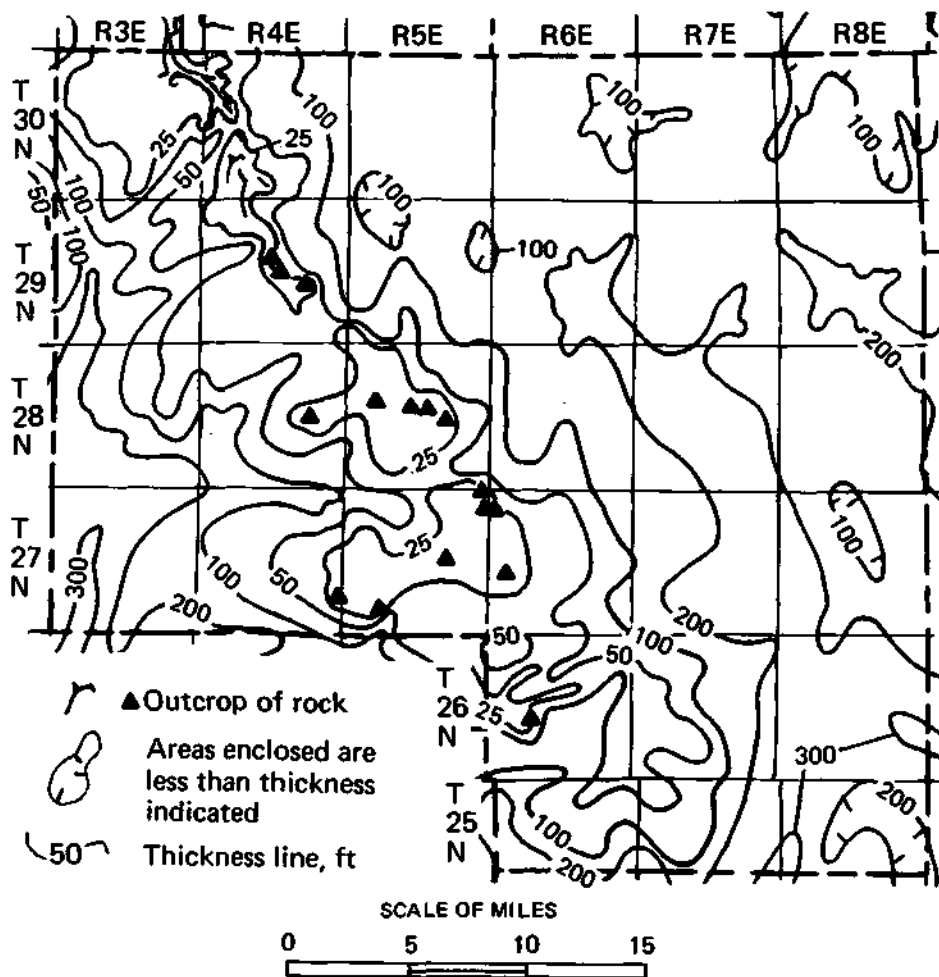 R3E R4E R5E R6E R7E R8E
T
30
N
100 100 100
25
50
100
50
100
100
100
T
29
N
200
T
28
N
25
25
100
T
27
N
300
100
50
200
200
50
100
50
T
26
N
25
300
200
T
25
N
100
200
Outcrop of rock
Areas enclosed are
less than thickness
indicated
50 Thickness line, ft
SCALE OF MILES
0 5 10 15